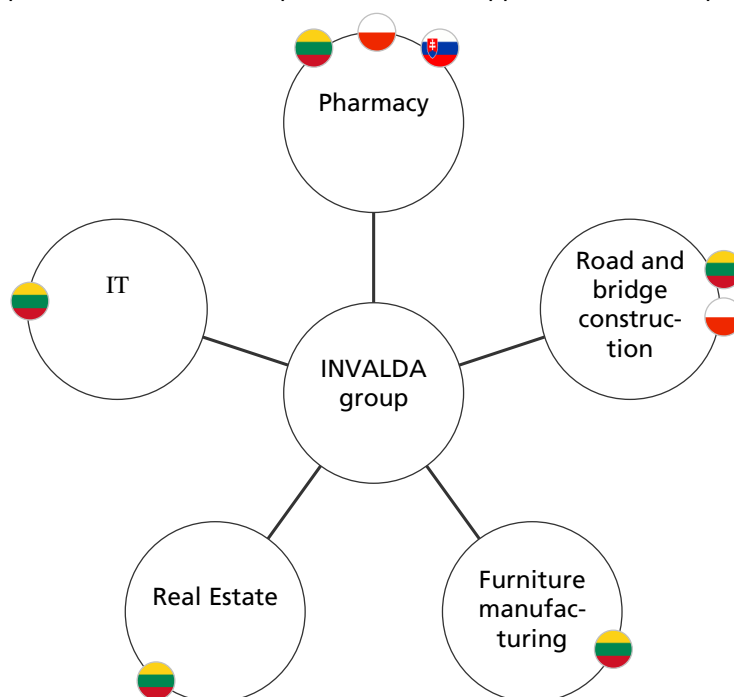 Pharmacy
IT
Road and
bridge
construc-
tion
INVALDA
group
Real Estate
Furniture
manufac-
turing